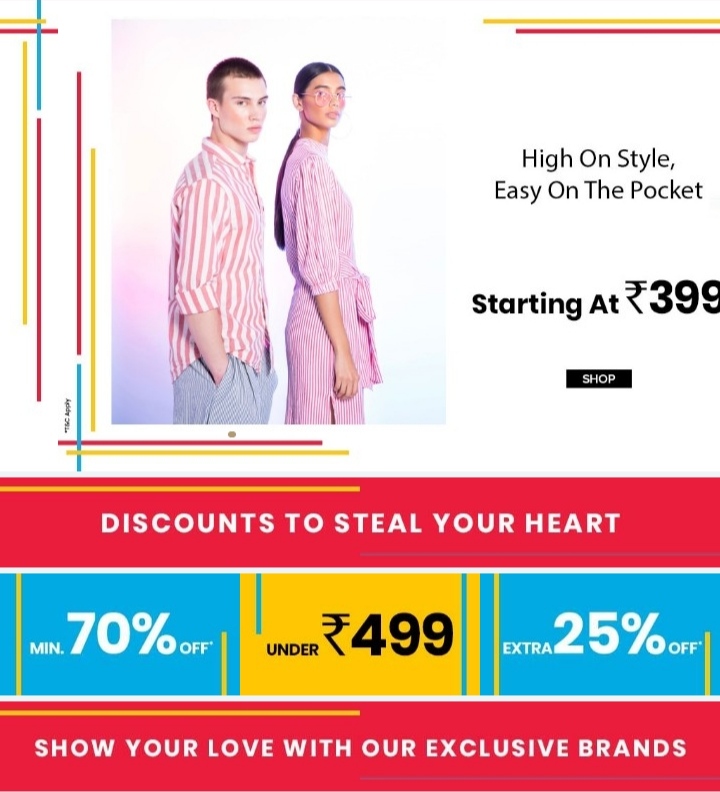 High On Style,
Easy On The Pocket
Starting At ₹399
SHOP
*T&C Apply
DISCOUNTS TO STEAL YOUR HEART
MIN. 70% OFF*
UNDER ₹499
EXTRA 25% OFF*
SHOW YOUR LOVE WITH OUR EXCLUSIVE BRANDS